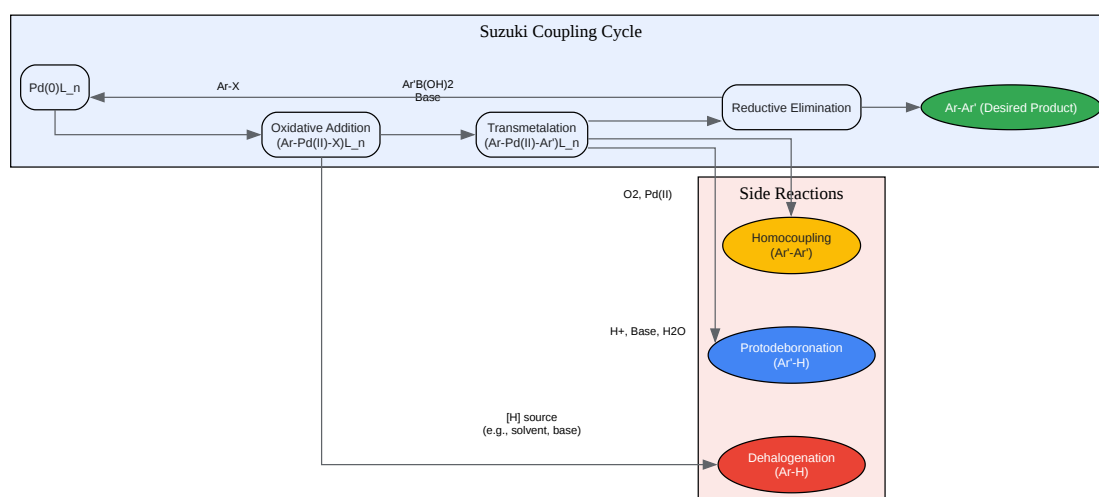 Suzuki Coupling Cycle
Pd(0)L_n
Ar-X
Ar'B(OH)2
Base
Reductive Elimination
Ar-Ar' (Desired Product)
Oxidative Addition
(Ar-Pd(II)-X)L_n
Transmetalation
(Ar-Pd(II)-Ar')L_n
Side Reactions
O2, Pd(II)
Homocoupling
(Ar'-Ar')
H+, Base, H2O
Protodeboronation
(Ar'-H)
[H] source
(e.g., solvent, base)
Dehalogenation
(Ar-H)